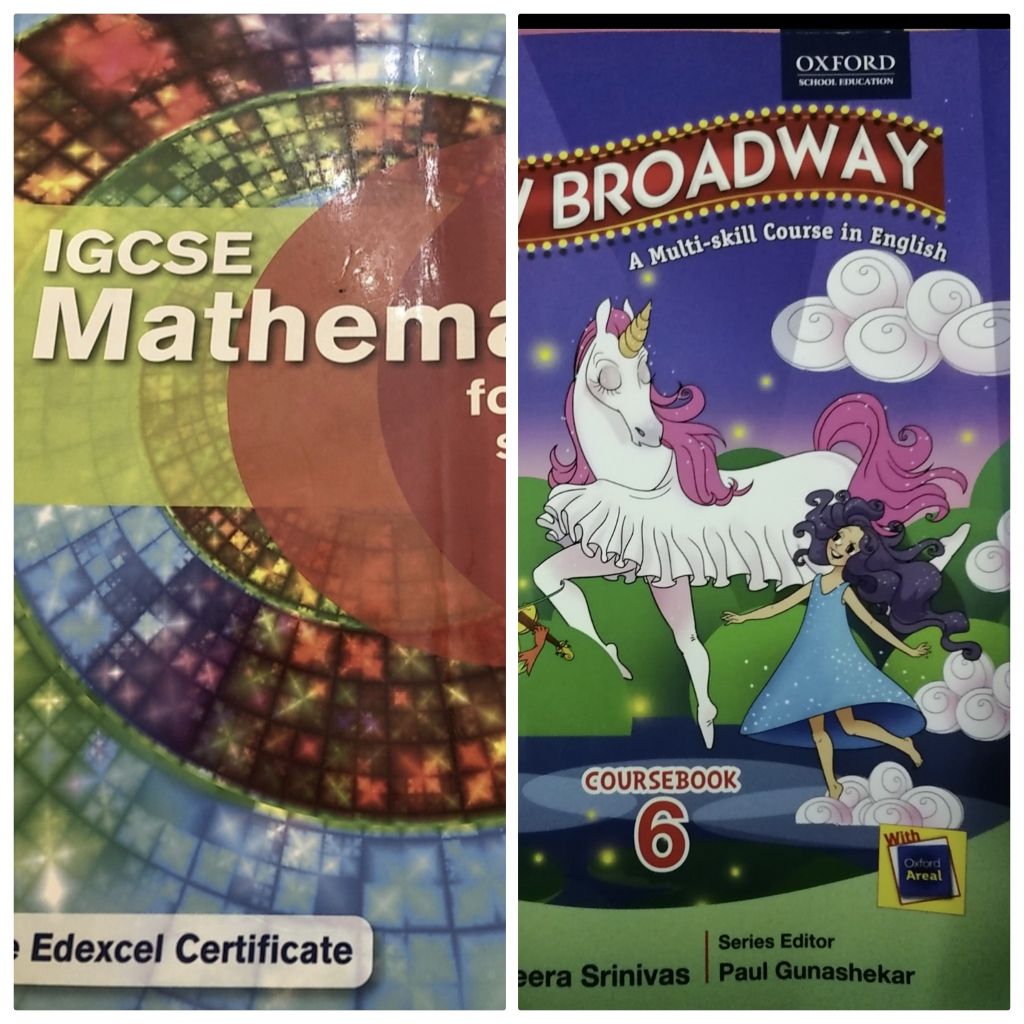 IGCSE
Mathema
fo
s
e Edexcel Certificate
OXFORD
SCHOOL EDUCATION
BROADWAY
A Multi-skill Course in English
COURSEBOOK
6
With
Oxford
Areal
eera Srinivas
Series Editor
Paul Gunashekar